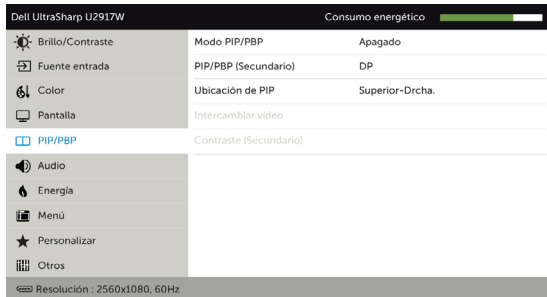 Dell UltraSharp U2917W Consumo energético
Brillo/Contraste Modo PIP/PBP Apagado
Fuente entrada PIP/PBP (Secundario) DP
Color Ubicación de PIP Superior-Drcha.
Pantalla Intercambiar vídeo
PIP/PBP Contraste (Secundario)
Audio
Energía
Menú
Personalizar
Otros
Resolución : 2560x1080, 60Hz